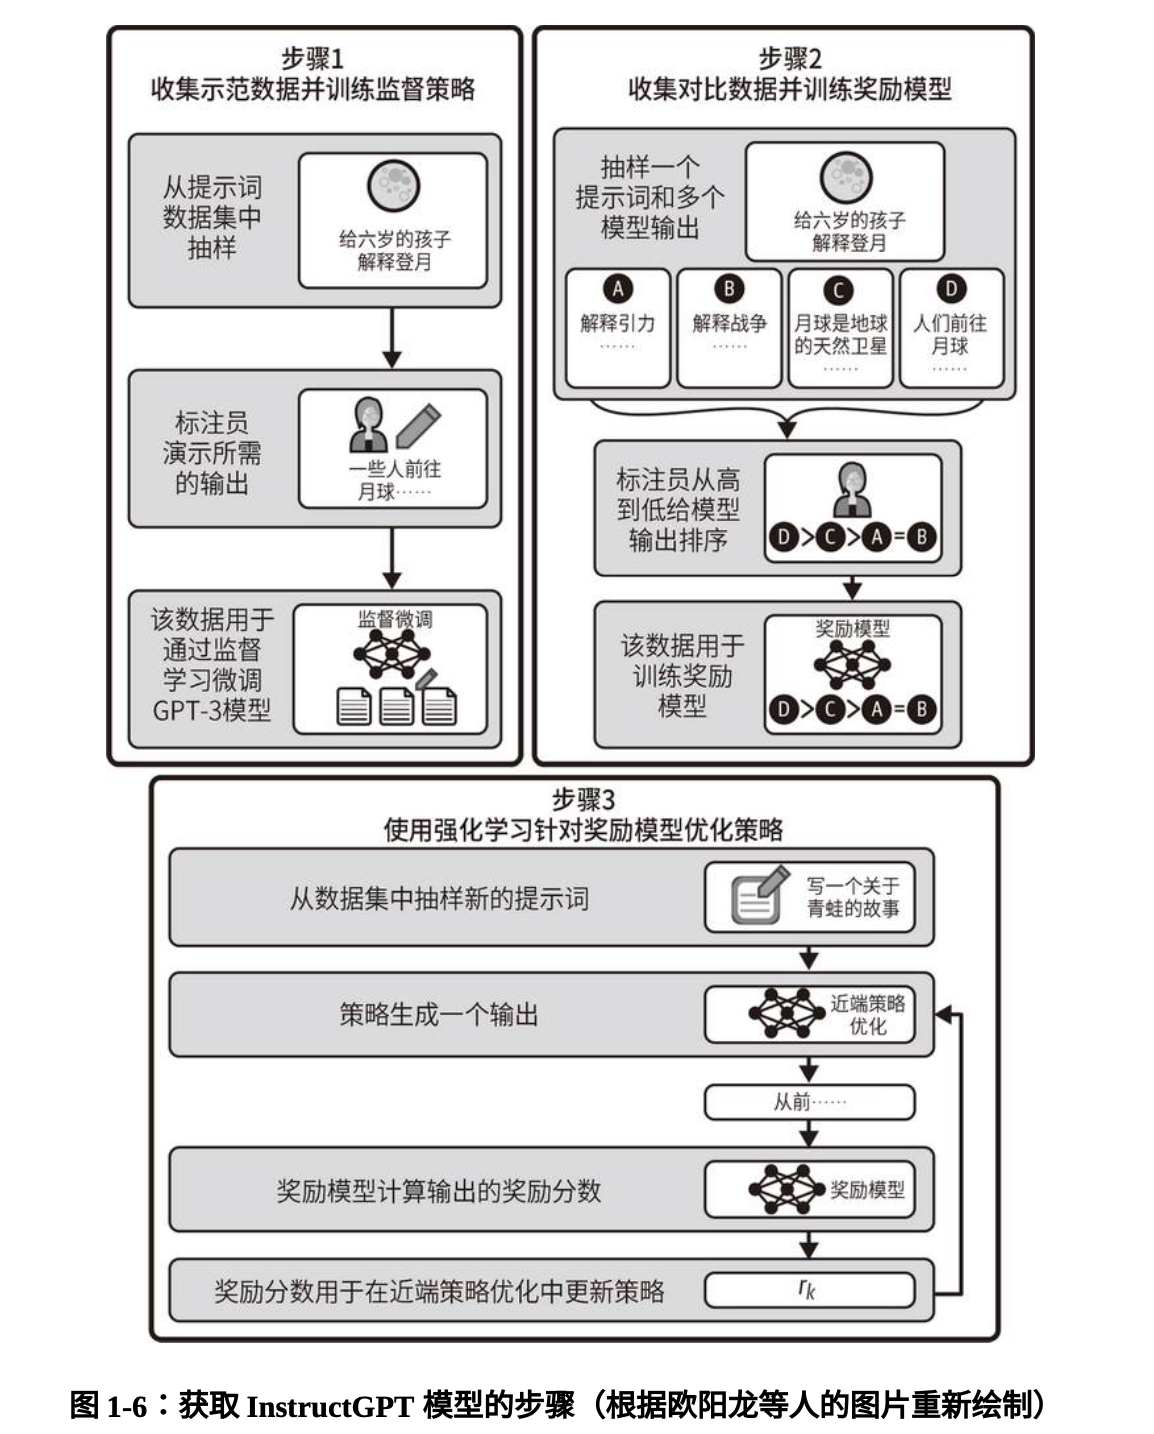 步骤1
收集示范数据并训练监督策略
从提示词
数据集中
抽样
给六岁的孩子
解释登月
标注员
演示所需
的输出
一些人前往
月球……
该数据用于
通过监督
学习微调
GPT-3模型
监督微调
步骤2
收集对比数据并训练奖励模型
抽样一个
提示词和多个
模型输出
给六岁的孩子
解释登月
A
解释引力
……
B
解释战争
……
C
月球是地球
的天然卫星
……
D
人们前往
月球
……
标注员从高
到低给模型
输出排序
D>C>A=B
该数据用于
训练奖励
模型
奖励模型
D>C>A=B
步骤3
使用强化学习针对奖励模型优化策略
从数据集中抽样新的提示词
写一个关于
青蛙的故事
策略生成一个输出
近端策略
优化
从前……
奖励模型计算输出的奖励分数
奖励模型
奖励分数用于在近端策略优化中更新策略
rk
图 1-6：获取 InstructGPT 模型的步骤（根据欧阳龙等人的图片重新绘制）